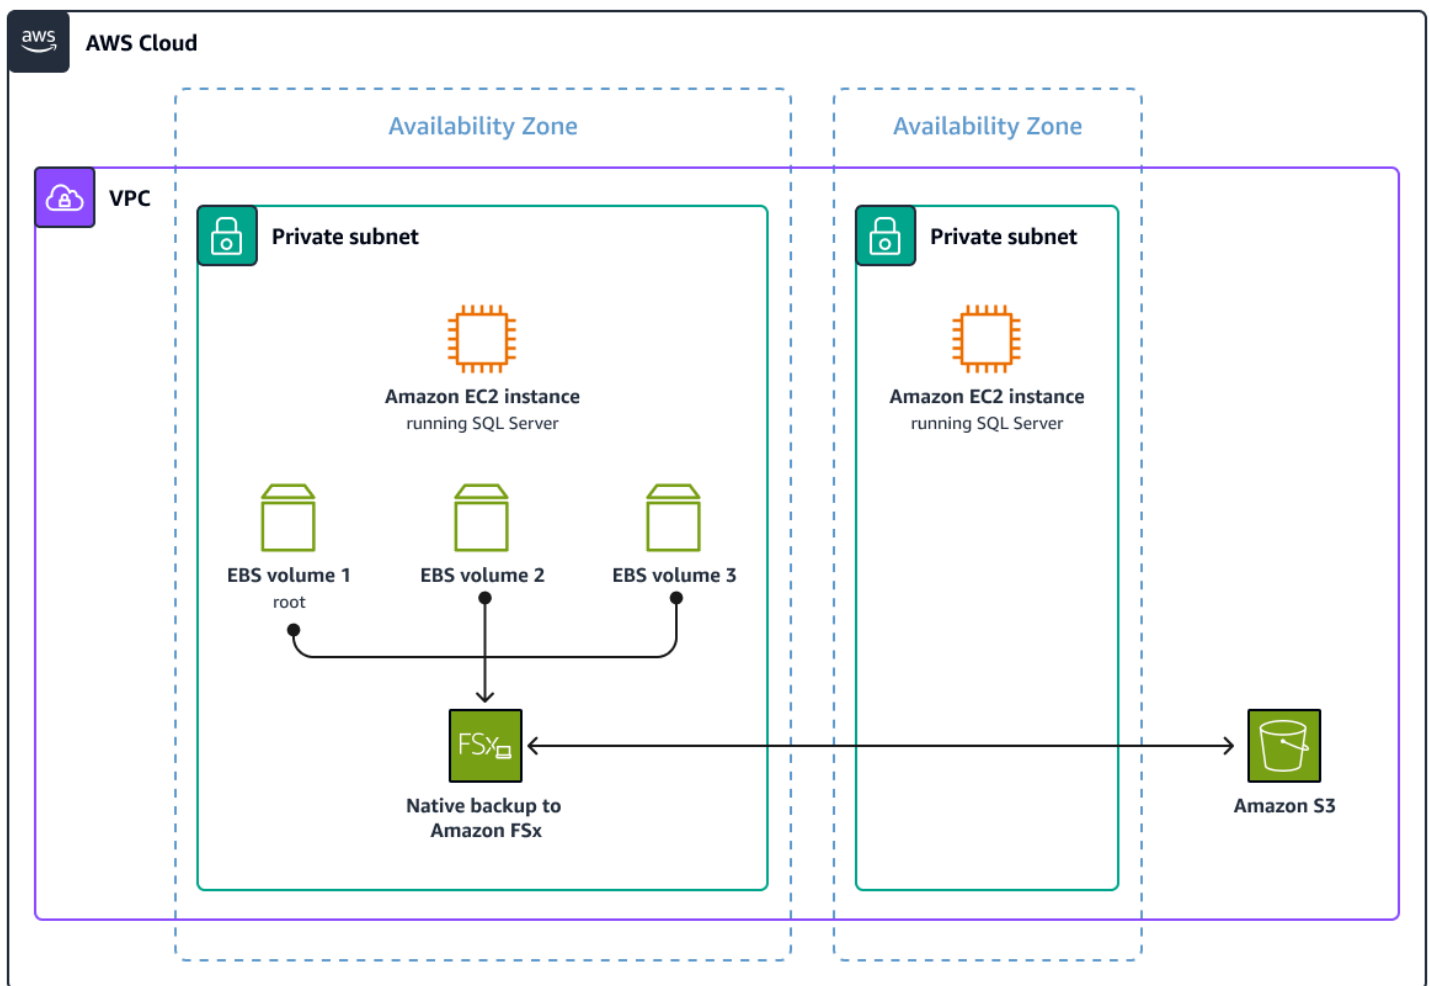 aws
AWS Cloud
Availability Zone
Availability Zone
VPC
Private subnet
Private subnet
Amazon EC2 instance
running SQL Server
Amazon EC2 instance
running SQL Server
EBS volume 1
root
EBS volume 2
EBS volume 3
FSx
Native backup to
Amazon FSx
Amazon S3